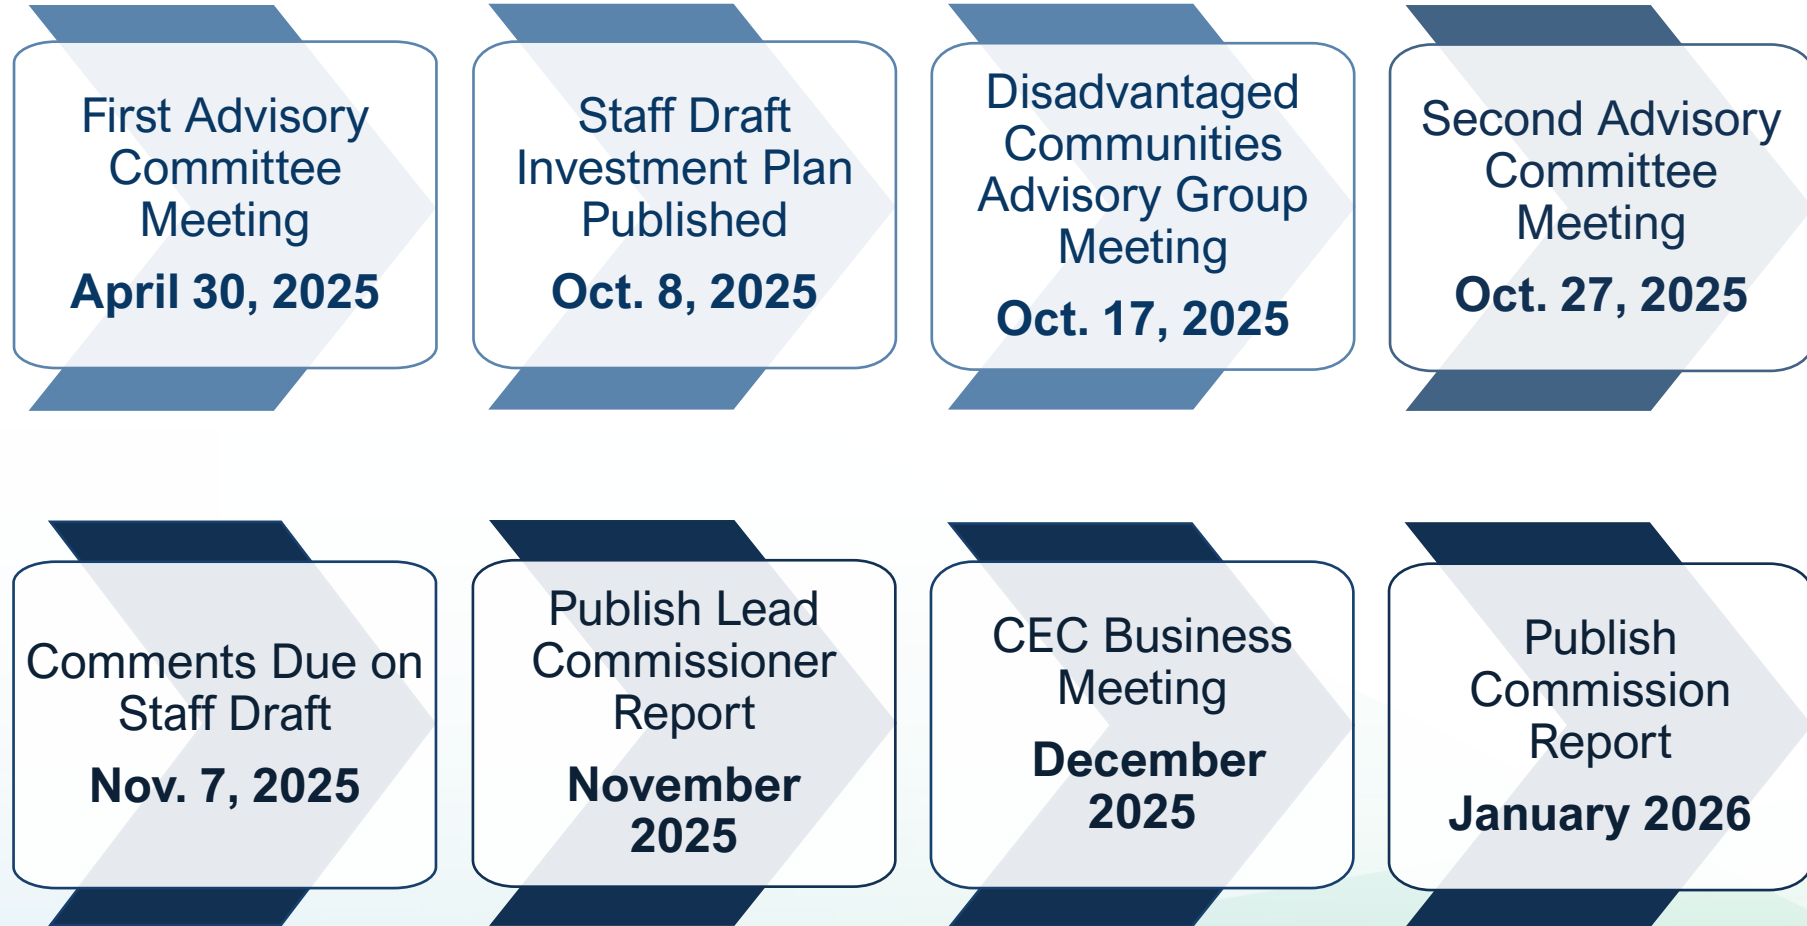 First Advisory
Committee
Meeting
April 30, 2025
Staff Draft
Investment Plan
Published
Oct. 8, 2025
Disadvantaged
Communities
Advisory Group
Meeting
Oct. 17, 2025
Second Advisory
Committee
Meeting
Oct. 27, 2025
Comments Due on
Staff Draft
Nov. 7, 2025
Publish Lead
Commissioner
Report
November
2025
CEC Business
Meeting
December
2025
Publish
Commission
Report
January 2026